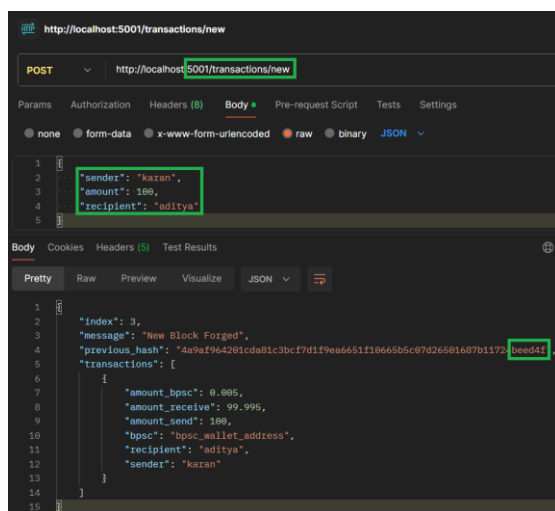 HTTP http://localhost:5001/transactions/new
POST http://localhost:5001/transactions/new
Params Authorization Headers (8) Body Pre-request Script Tests Settings
none form-data x-www-form-urlencoded raw binary JSON
1 {
2 "sender": "karan",
3 "amount": 100,
4 "recipient": "aditya"
5 }
Body Cookies Headers (5) Test Results
Pretty Raw Preview Visualize JSON
1 {
2 "index": 3,
3 "message": "New Block Forged",
4 "previous_hash": "4a9af964201cda81c3bcf7d1f9ea6651f10665b5c07d26501687b11724beed4f",
5 "transactions": [
6 {
7 "amount_bpsc": 0.005,
8 "amount_receive": 99.995,
9 "amount_send": 100,
10 "bpsc": "bpsc_wallet_address",
11 "recipient": "aditya",
12 "sender": "karan"
13 }
14 ]
15 }